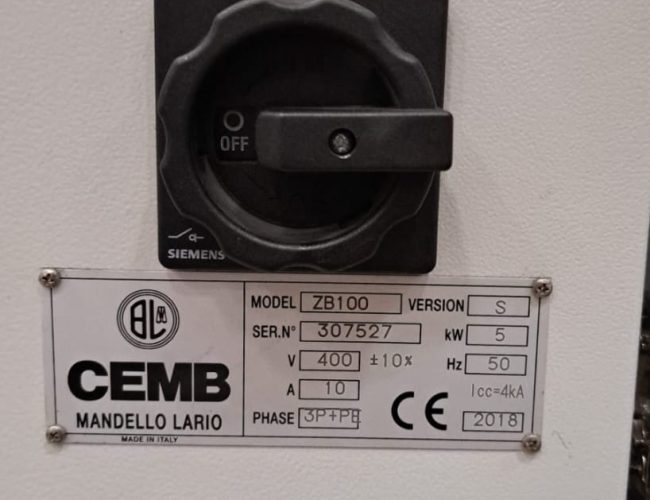 O
OFF
SIEMENS
BL
CEMB
MANDELLO LARIO
MADE IN ITALY
MODEL ZB100 VERSION S
SER.N° 307527 kW 5
V 400 ±10% Hz 50
A 10 Icc=4kA
PHASE 3P+PE CE 2018